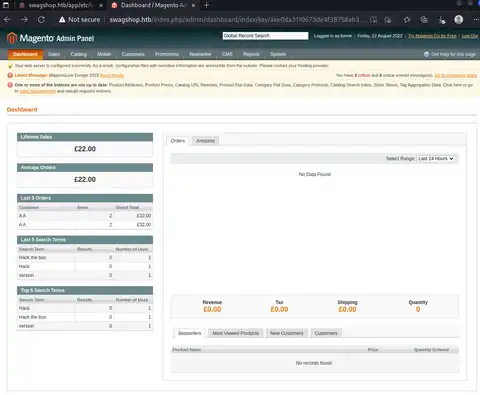 swagshop.htb/app/etc/l
Dashboard / Magento Adm
Not secure
swagshop.htb/index.php/admin/dashboard/index/key/aee0da3110673de4f38758ab3...
Magento Admin Panel
Global Record Search
Logged in as forme
Friday, 12 August 2022
Try Magento Go for Free
Log Out
Dashboard Sales Catalog Mobile Customers Promotions Newsletter CMS Reports System
Get help for this page
Your web server is configured incorrectly. As a result, configuration files with sensitive information are accessible from the outside. Please contact your hosting provider.
Latest Message: MagentoLive Europe 2019 Read details
You have 3 critical and 5 notice unread message(s). Go to messages inbox
One or more of the Indexes are not up to date: Product Attributes, Product Prices, Catalog URL Rewrites, Product Flat Data, Category Flat Data, Category Products, Catalog Search Index, Stock Status, Tag Aggregation Data. Click here to
go to Index Management and rebuild required indexes.
Dashboard
Lifetime Sales
£22.00
Average Orders
£22.00
Last 5 Orders
Customer Items Grand Total
A A 2 £32.00
A A 2 £32.00
Last 5 Search Terms
Search Term Results Number of Uses
Hack the box 0 1
Hack 0 1
version 0 1
Top 5 Search Terms
Search Term Results Number of Uses
Hack 0 1
Hack the box 0 1
version 0 1
Orders Amounts
Select Range: Last 24 Hours
No Data Found
Revenue Tax Shipping Quantity
£0.00 £0.00 £0.00 0
Bestsellers Most Viewed Products New Customers Customers
Product Name Price Quantity Ordered
No records found